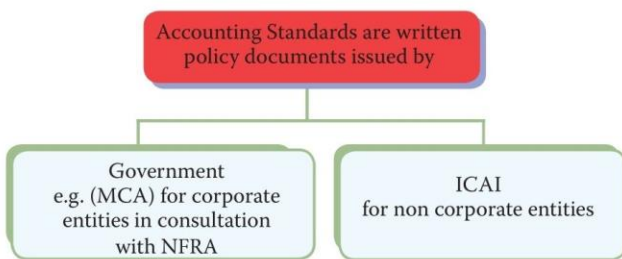 Accounting Standards are written
policy documents issued by
Government
e.g. (MCA) for corporate
entities in consultation
with NFRA
ICAI
for non corporate entities